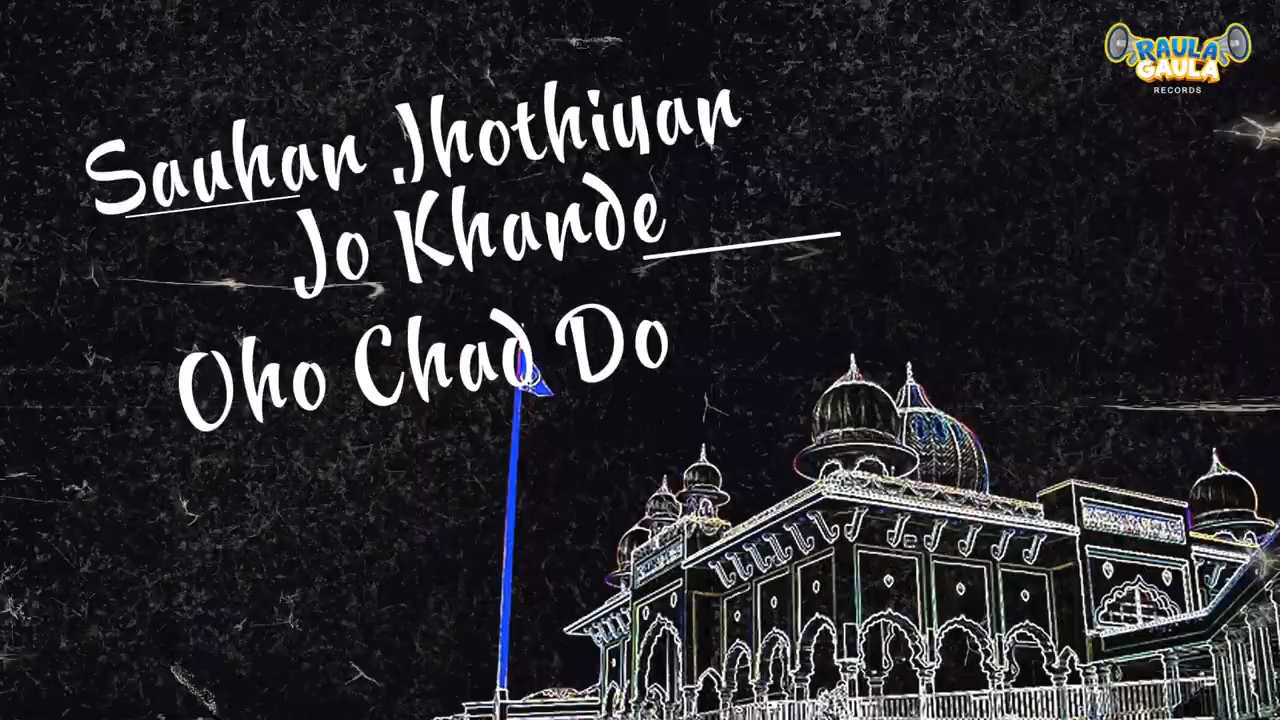 Sauhan Jhothiyan
Jo Khande
Oho Chad Do
RAULA
GAULA
RECORDS